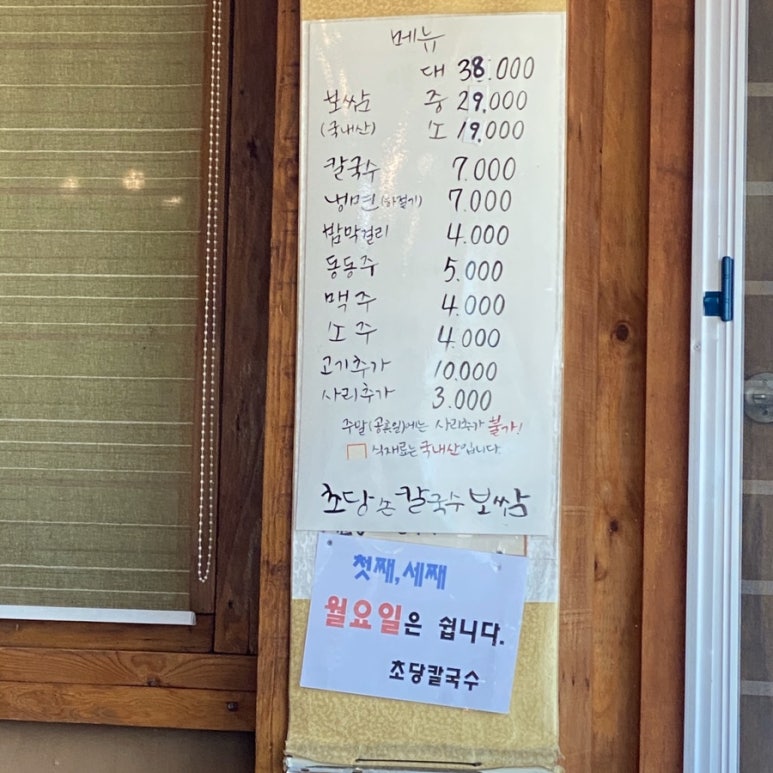 메뉴
대 38.000
보쌈 중 29.000
(국내산) 소 19.000
칼국수 7.000
냉면(하절기) 7.000
밤막걸리 4.000
동동주 5.000
맥주 4.000
소주 4.000
고기추가 10.000
사리추가 3.000
주말(공휴일)에는 사리추가 불가!
식재료는 국내산입니다.
초당손칼국수보쌈
첫째,세째
월요일은 쉽니다.
초당칼국수